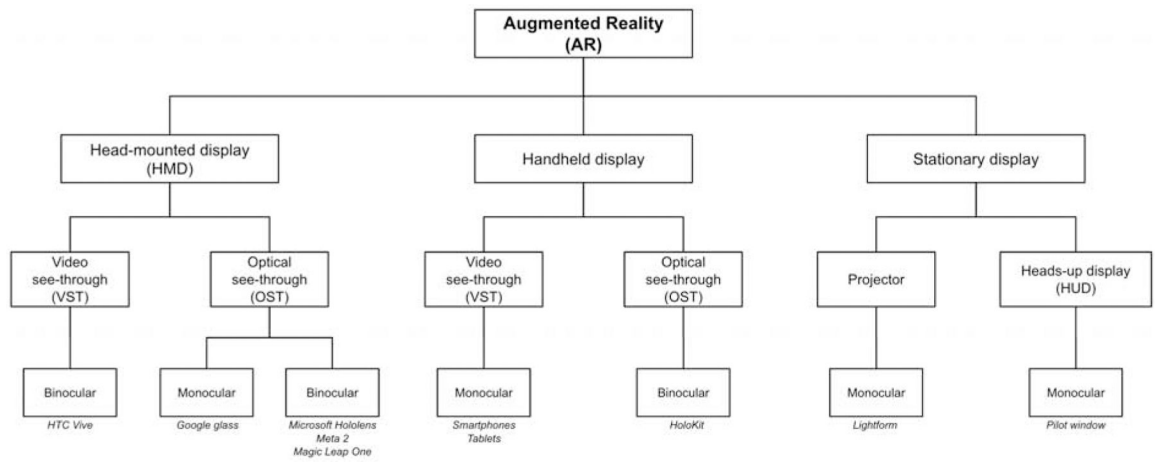 Augmented Reality
(AR)
Head-mounted display
(HMD)
Handheld display
Stationary display
Video
see-through
(VST)
Optical
see-through
(OST)
Video
see-through
(VST)
Optical
see-through
(OST)
Projector
Heads-up display
(HUD)
Binocular
HTC Vive
Monocular
Google glass
Binocular
Microsoft Hololens
Meta 2
Magic Leap One
Monocular
Smartphones
Tablets
Binocular
HoloKit
Monocular
Lightform
Monocular
Pilot window